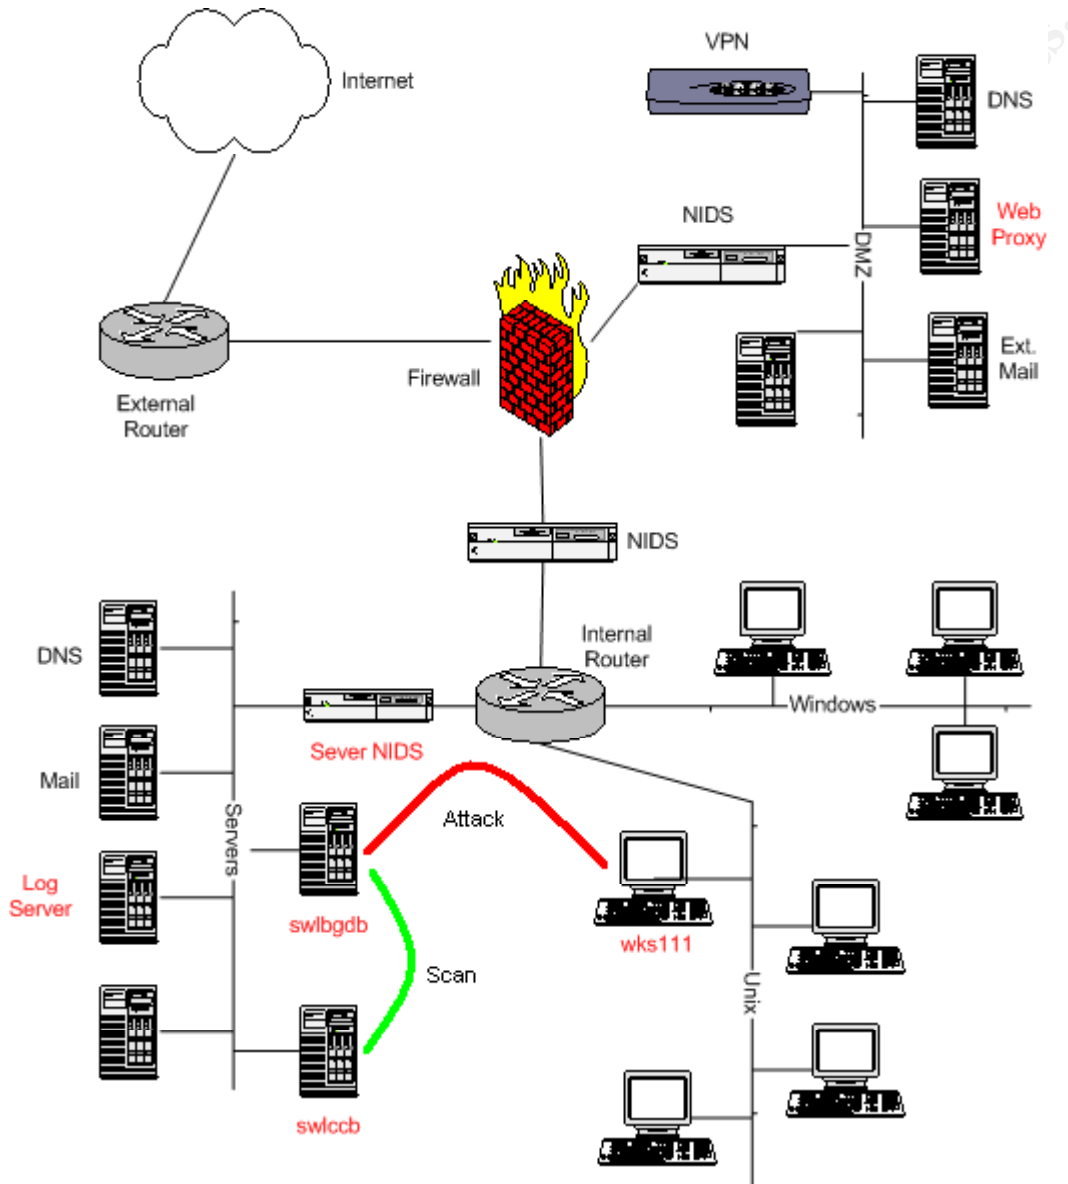 VPN
Internet
DNS
NIDS
Web
Proxy
DMZ
Firewall
Ext.
Mail
External
Router
NIDS
Internal
Router
DNS
Windows
Sever NIDS
Mail
Attack
Servers
Log
Server
swlbgdb
wks111
Scan
Unix
swlccb